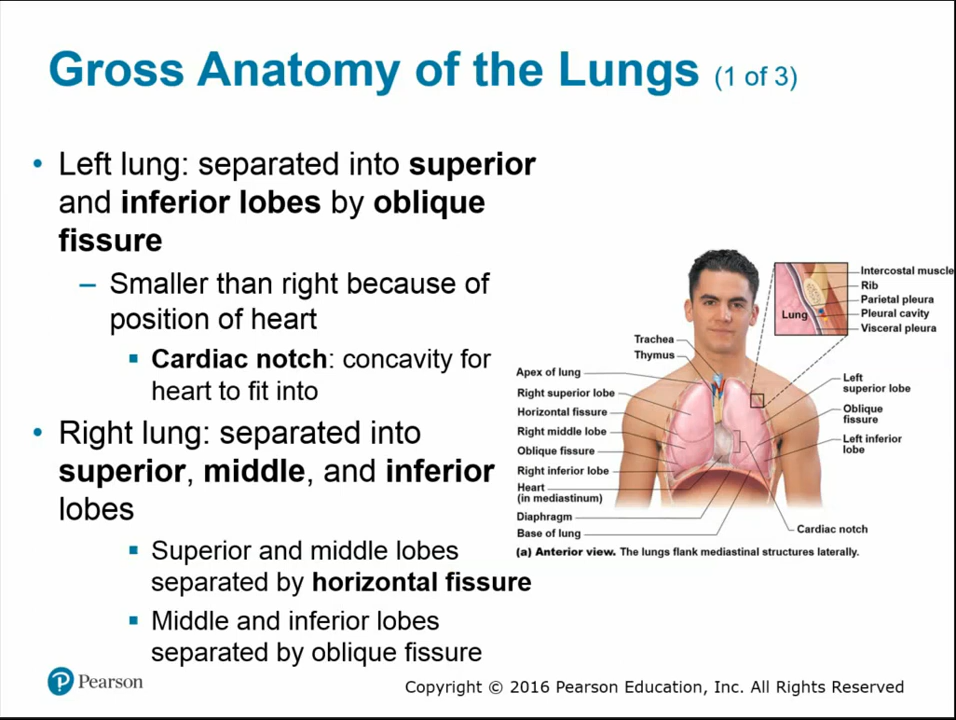 Gross Anatomy of the Lungs (1 of 3)
• Left lung: separated into superior
and inferior lobes by oblique
fissure
– Smaller than right because of
position of heart
▪ Cardiac notch: concavity for
heart to fit into
• Right lung: separated into
superior, middle, and inferior
lobes
▪ Superior and middle lobes
separated by horizontal fissure
▪ Middle and inferior lobes
separated by oblique fissure
Intercostal muscle
Rib
Parietal pleura
Pleural cavity
Visceral pleura
Lung
Trachea
Thymus
Apex of lung
Right superior lobe
Horizontal fissure
Right middle lobe
Oblique fissure
Right inferior lobe
Heart
(in mediastinum)
Diaphragm
Base of lung
Left
superior lobe
Oblique
fissure
Left inferior
lobe
Cardiac notch
(a) Anterior view. The lungs flank mediastinal structures laterally.
P Pearson
Copyright © 2016 Pearson Education, Inc. All Rights Reserved